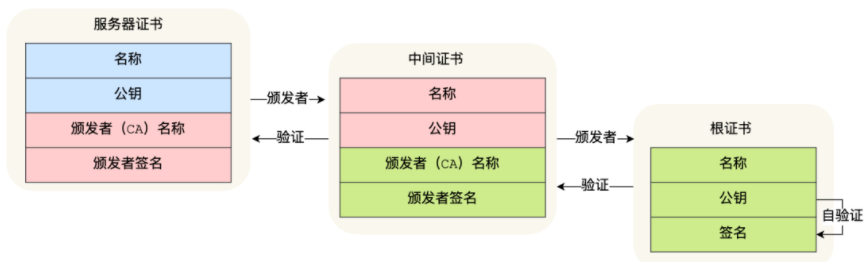 服务器证书
名称
公钥
颁发者（CA）名称
颁发者签名
颁发者
验证
中间证书
名称
公钥
颁发者（CA）名称
颁发者签名
颁发者
验证
根证书
名称
公钥
签名
自验证